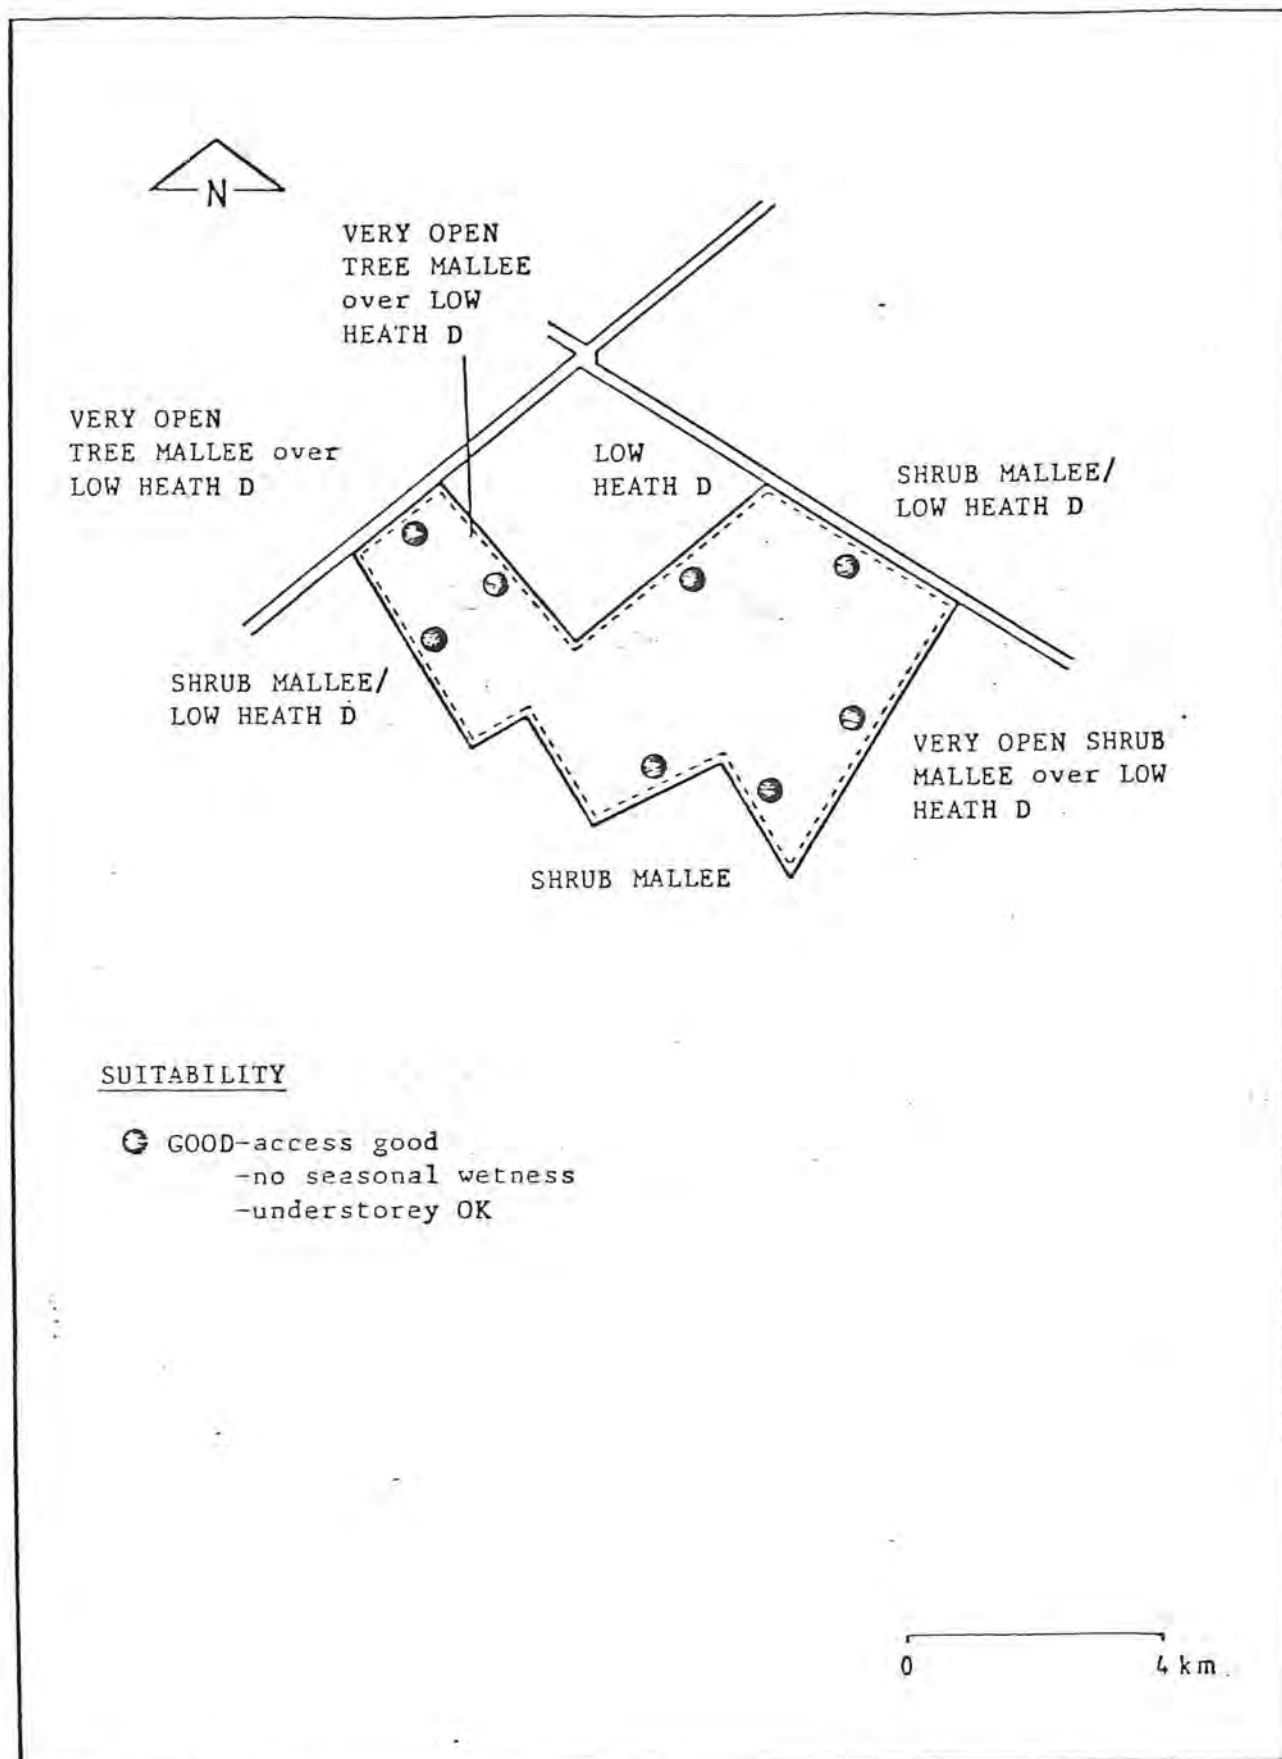 N
VERY OPEN
TREE MALLEE
over LOW
HEATH D
VERY OPEN
TREE MALLEE over
LOW HEATH D
LOW
HEATH D
SHRUB MALLEE/
LOW HEATH D
SHRUB MALLEE/
LOW HEATH D
VERY OPEN SHRUB
MALLEE over LOW
HEATH D
SHRUB MALLEE
SUITABILITY
GOOD-access good
-no seasonal wetness
-understorey OK
0 4 km